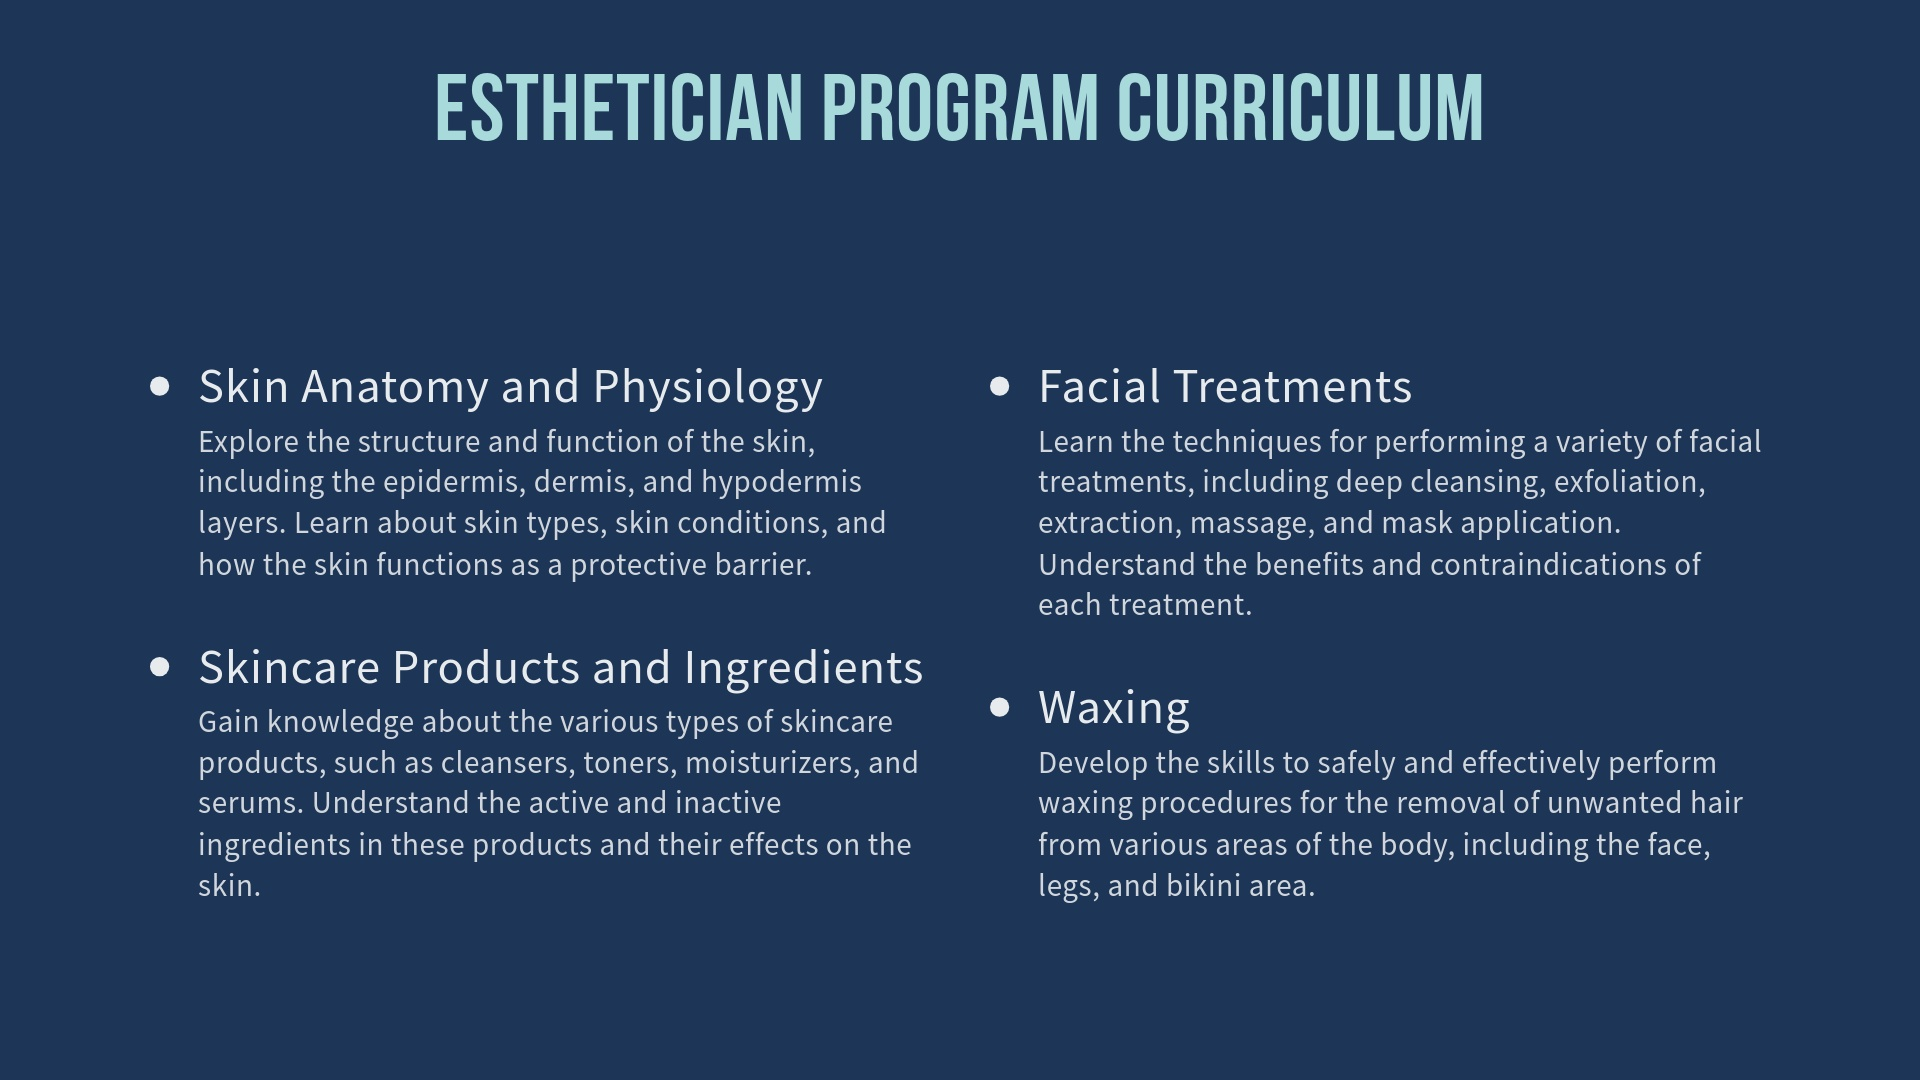 ESTHETICIAN PROGRAM CURRICULUM
Skin Anatomy and Physiology
Explore the structure and function of the skin,
including the epidermis, dermis, and hypodermis
layers. Learn about skin types, skin conditions, and
how the skin functions as a protective barrier.
Skincare Products and Ingredients
Gain knowledge about the various types of skincare
products, such as cleansers, toners, moisturizers, and
serums. Understand the active and inactive
ingredients in these products and their effects on the
skin.
Facial Treatments
Learn the techniques for performing a variety of facial
treatments, including deep cleansing, exfoliation,
extraction, massage, and mask application.
Understand the benefits and contraindications of
each treatment.
Waxing
Develop the skills to safely and effectively perform
waxing procedures for the removal of unwanted hair
from various areas of the body, including the face,
legs, and bikini area.